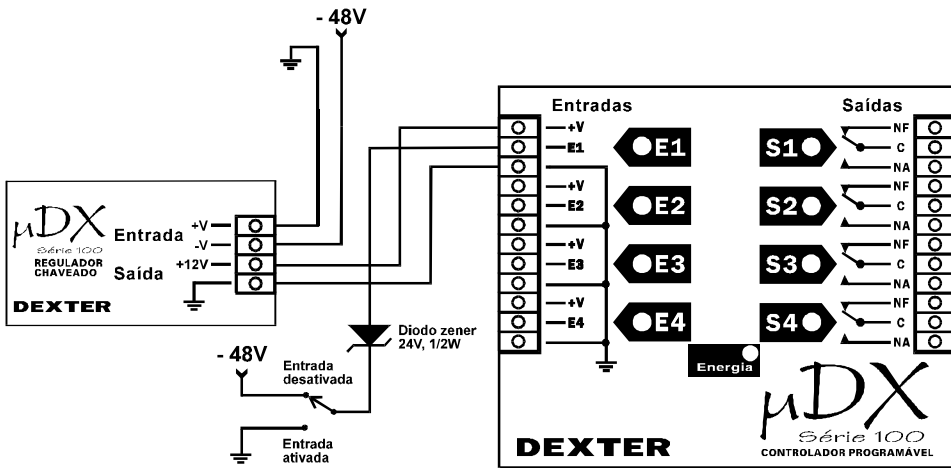 - 48V
µDX
Série 100
REGULADOR
CHAVEADO
DEXTER
Entrada
Saída
+V
-V
+12V
- 48V
Entrada
desativada
Entrada
ativada
Diodo zener
24V, 1/2W
Entradas
+V
E1
+V
E2
+V
E3
+V
E4
E1
E2
E3
E4
Energia
Saídas
S1
S2
S3
S4
NF
C
NA
NF
C
NA
NF
C
NA
NF
C
NA
DEXTER
µDX
Série 100
CONTROLADOR PROGRAMÁVEL